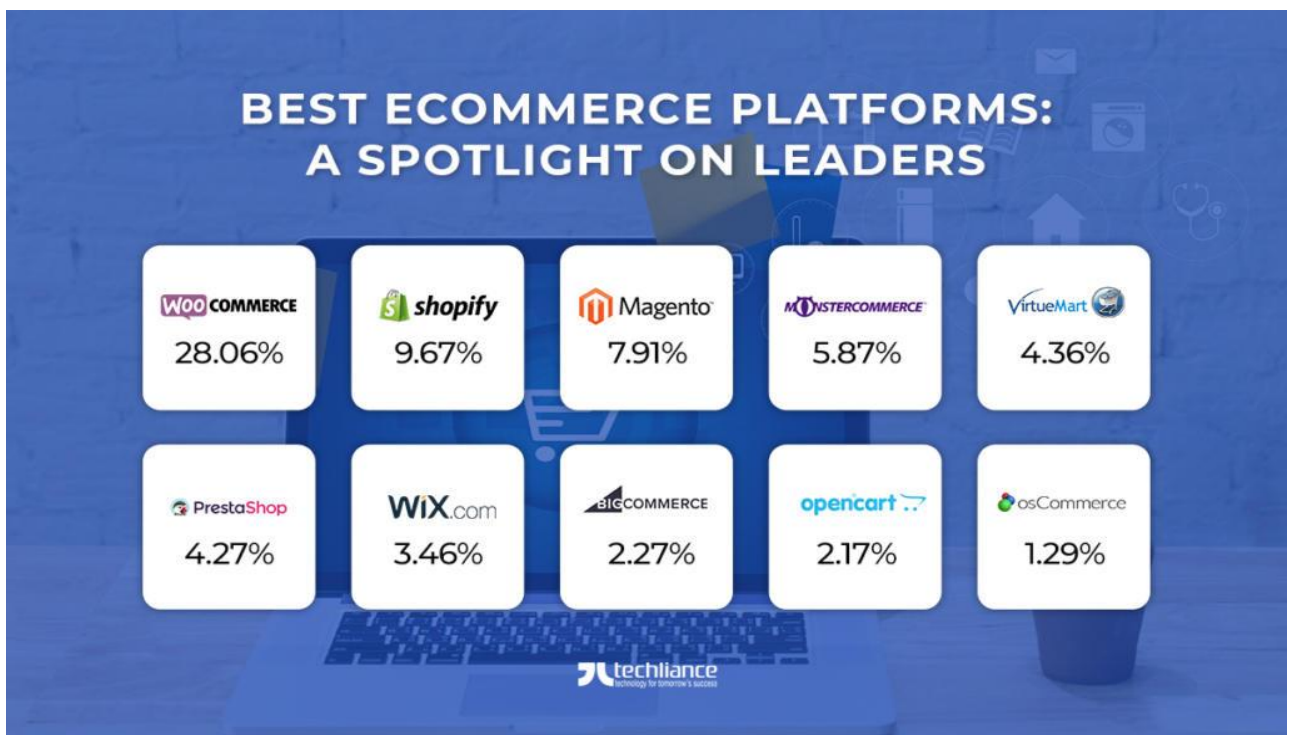 BEST ECOMMERCE PLATFORMS:
A SPOTLIGHT ON LEADERS
WOO COMMERCE
28.06%
shopify
9.67%
Magento
7.91%
MONSTERCOMMERCE
5.87%
VirtueMart
4.36%
PrestaShop
4.27%
WiX.com
3.46%
BIGCOMMERCE
2.27%
opencart
2.17%
osCommerce
1.29%
techliance
technology for tomorrow's success